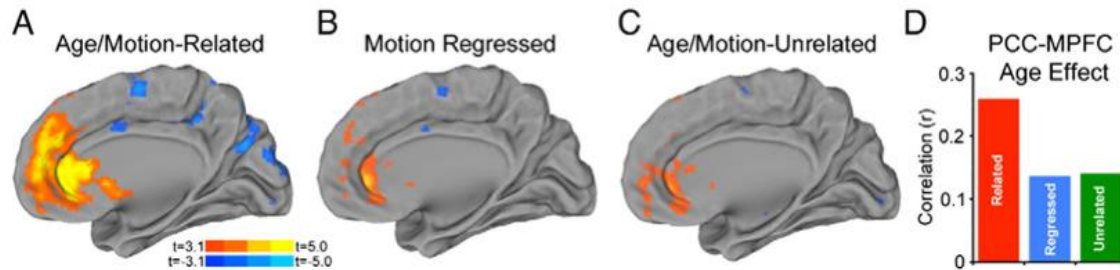 A
Age/Motion-Related
B
Motion Regressed
C
Age/Motion-Unrelated
D
PCC-MPFC
Age Effect
t=3.1 t=5.0
t=-3.1 t=-5.0
Correlation (r)
0.3
0.2
0.1
0
Related
Regressed
Unrelated